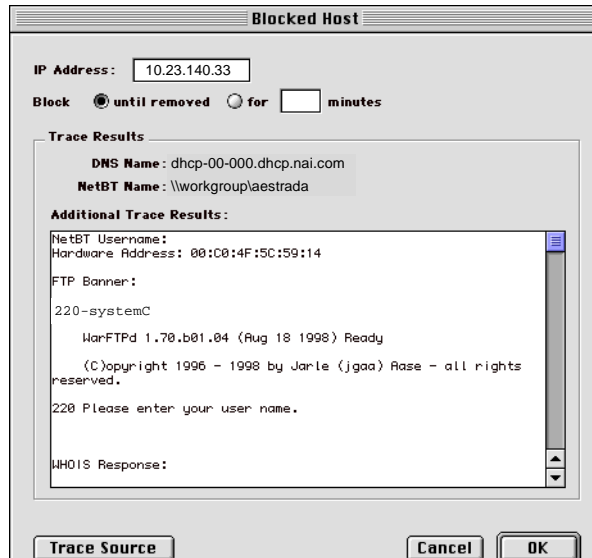 Blocked Host
IP Address: 10.23.140.33
Block until removed for minutes
Trace Results
DNS Name: dhcp-00-000.dhcp.nai.com
NetBT Name: \\workgroup\aestrada
Additional Trace Results:
NetBT Username:
Hardware Address: 00:C0:4F:5C:59:14
FTP Banner:
220-systemC
WarFTPd 1.70.b01.04 (Aug 18 1998) Ready
(C)opyright 1996 - 1998 by Jarle (jgaa) Aase - all rights
reserved.
220 Please enter your user name.
WHOIS Response:
Trace Source Cancel OK